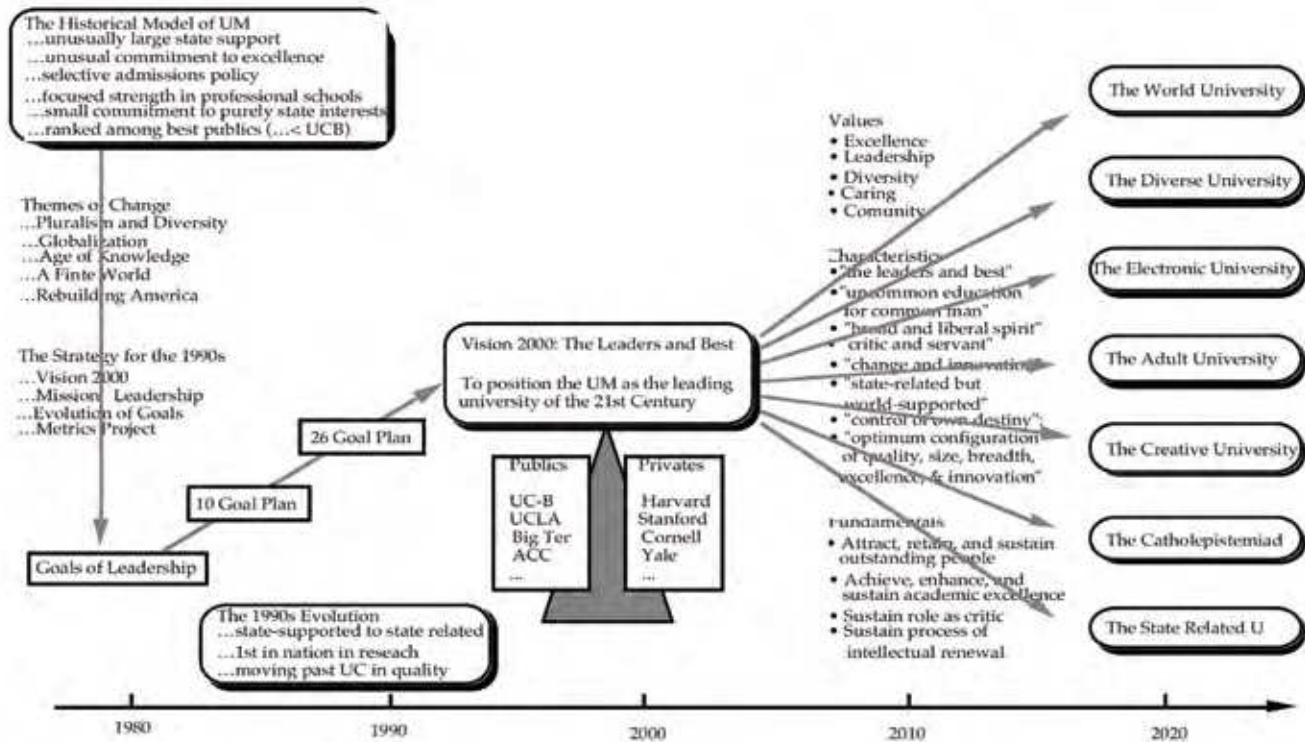 The Historical Model of UM
...unusually large state support
...unusual commitment to excellence
...selective admissions policy
...focused strength in professional schools
...small commitment to purely state interests
...ranked among best publics (...< UCB)
Themes of Change
...Pluralism and Diversity
...Globalization
...Age of Knowledge
...A Finte World
...Rebuilding America
The Strategy for the 1990s
...Vision 2000
...Mission Leadership
...Evolution of Goals
...Metrics Project
Goals of Leadership
10 Goal Plan
26 Goal Plan
The 1990s Evolution
...state-supported to state related
...1st in nation in reseach
...moving past UC in quality
Vision 2000: The Leaders and Best
To position the UM as the leading
university of the 21st Century
Publics
UC-B
UCLA
Big Ter
ACC
...
Privates
Harvard
Stanford
Cornell
Yale
...
Values
• Excellence
• Leadership
• Diversity
• Caring
• Comunity
Characteristics
• "the leaders and best"
• "uncommon education
for common man"
• "broad and liberal spirit"
• "critic and servant"
• "change and innovation"
• "state-related but
world-supported"
• "control of own destiny";
• "optimum configuration
of quality, size, breadth,
excellence, & innovation"
Fundamentals
• Attract, retain, and sustain
outstanding people
• Achieve, enhance, and
sustain academic excellence
• Sustain role as critic
• Sustain process of
intellectual renewal
The World University
The Diverse University
The Electronic University
The Adult University
The Creative University
The Catholepistemiad
The State Related U
1980
1990
2000
2010
2020